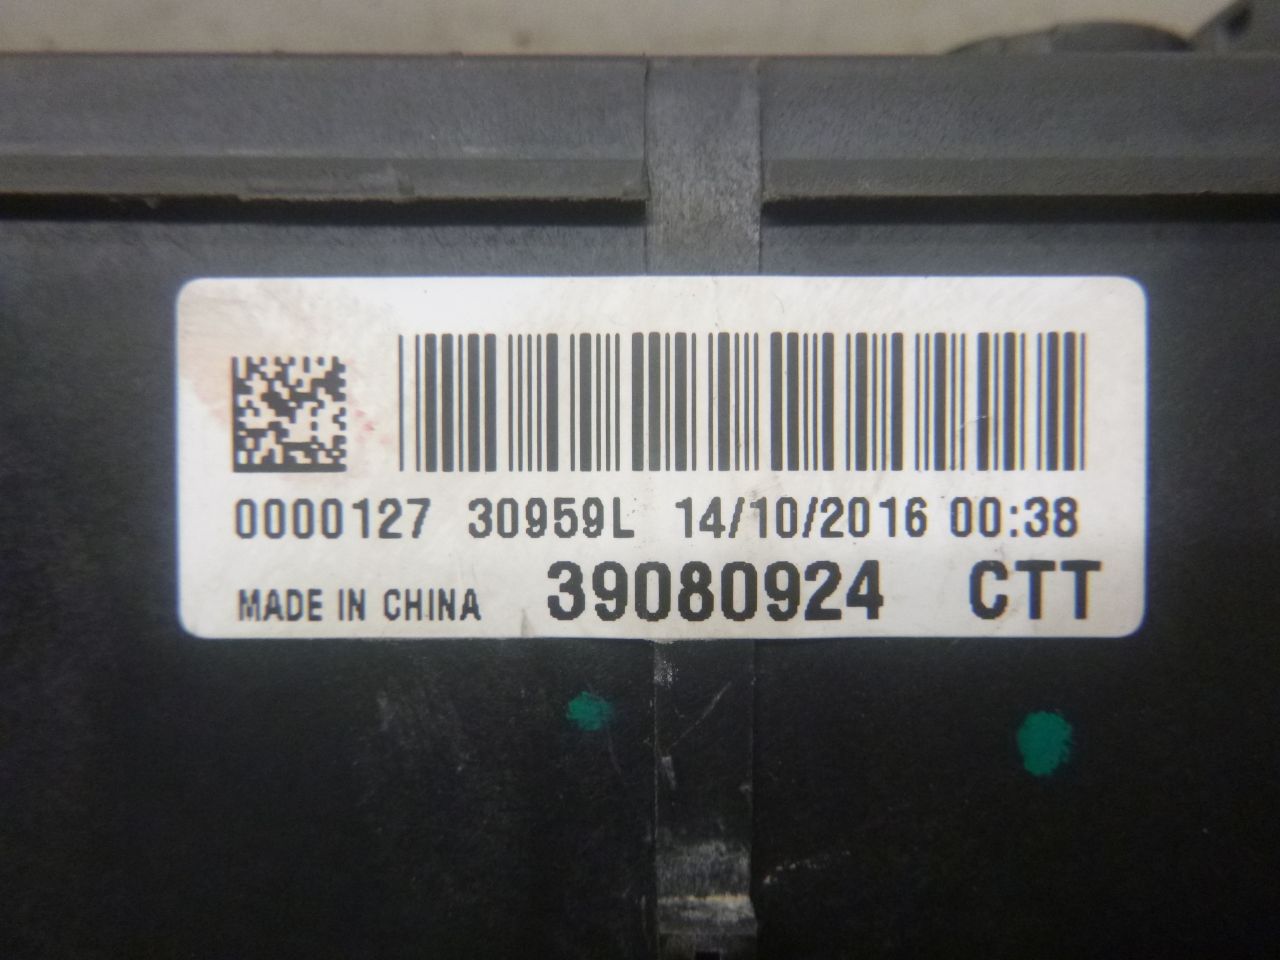 0000127 30959L 14/10/2016 00:38
MADE IN CHINA 39080924 CTT